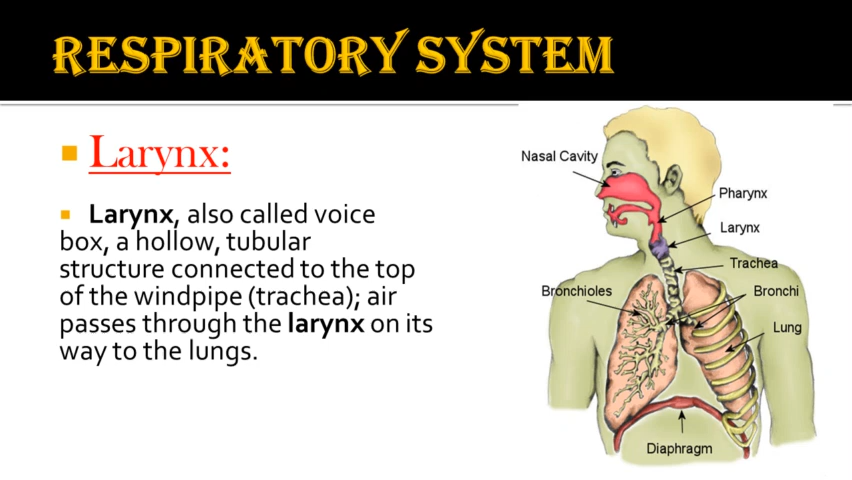 RESPIRATORY SYSTEM
Larynx:
Larynx, also called voice
box, a hollow, tubular
structure connected to the top
of the windpipe (trachea); air
passes through the larynx on its
way to the lungs.
Nasal Cavity
Pharynx
Larynx
Trachea
Bronchioles
Bronchi
Lung
Diaphragm